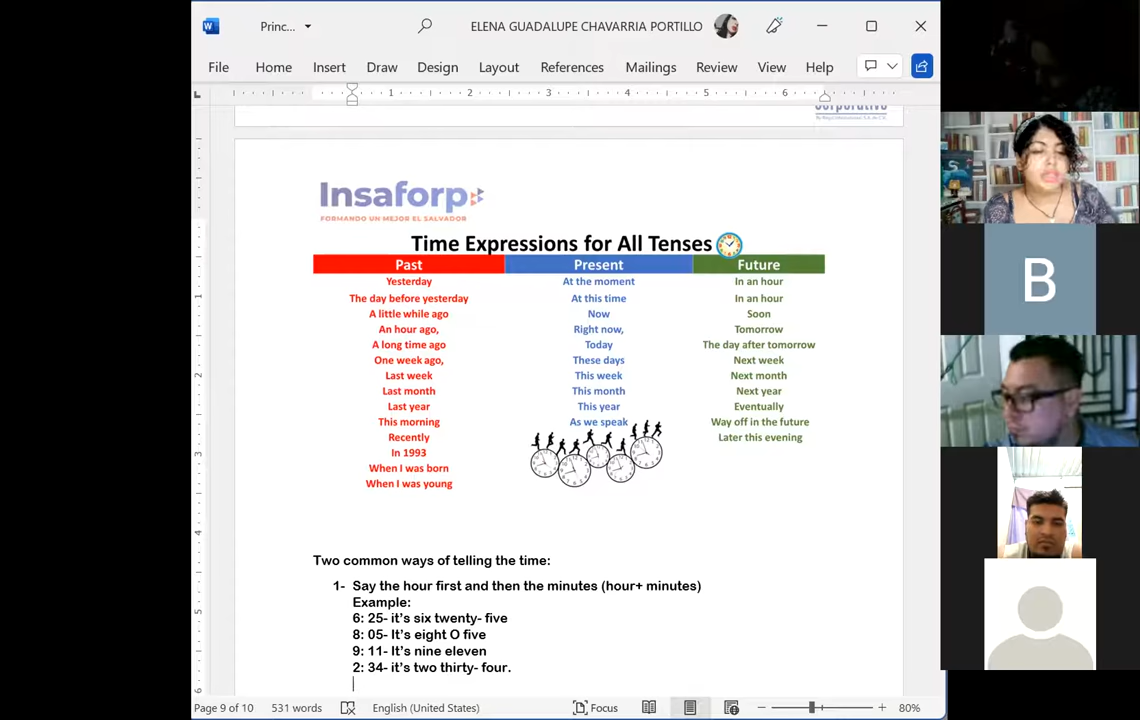 Princ...
ELENA GUADALUPE CHAVARRIA PORTILLO
File Home Insert Draw Design Layout References Mailings Review View Help
1 2 3 4 5 6
Corporativo
Insaforp
FORMANDO UN MEJOR EL SALVADOR
Time Expressions for All Tenses
Past Present Future
Yesterday At the moment In an hour
The day before yesterday At this time In an hour
A little while ago Now Soon
An hour ago, Right now, Tomorrow
A long time ago Today The day after tomorrow
One week ago, These days Next week
Last week This week Next month
Last month This month Next year
Last year This year Eventually
This morning As we speak Way off in the future
Recently Later this evening
In 1993
When I was born
When I was young
Two common ways of telling the time:
1- Say the hour first and then the minutes (hour+ minutes)
Example:
6: 25- it's six twenty- five
8: 05- It's eight O five
9: 11- It's nine eleven
2: 34- it's two thirty- four.
Page 9 of 10 531 words English (United States) Focus 80%
B